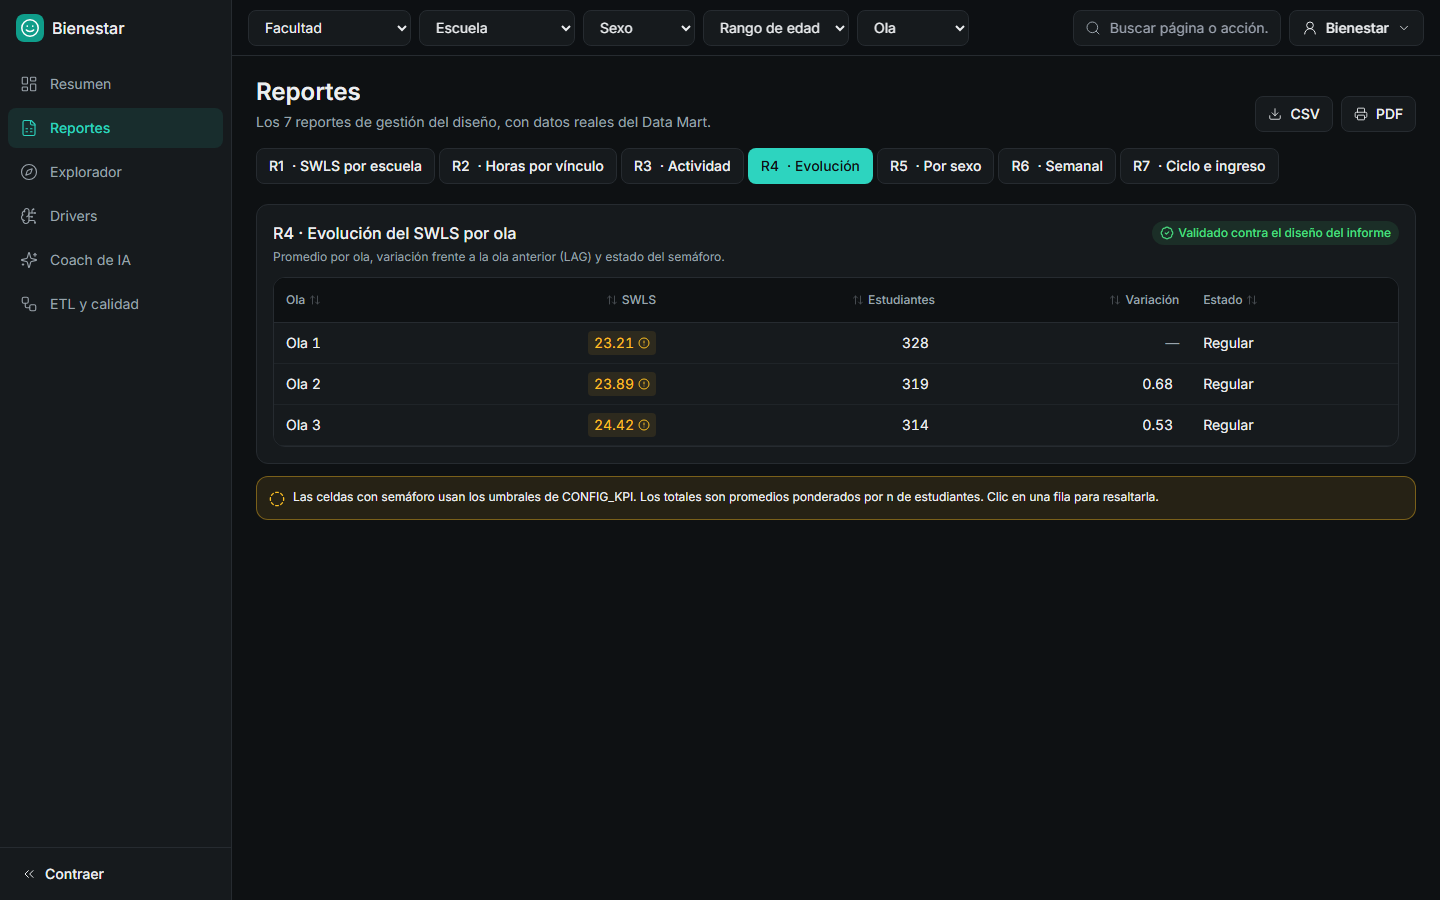 Bienestar
Facultad
Escuela
Sexo
Rango de edad
Ola
Buscar página o acción.
Bienestar
Resumen
Reportes
Explorador
Drivers
Coach de IA
ETL y calidad
Contraer
Reportes
Los 7 reportes de gestión del diseño, con datos reales del Data Mart.
CSV
PDF
R1 · SWLS por escuela
R2 · Horas por vínculo
R3 · Actividad
R4 · Evolución
R5 · Por sexo
R6 · Semanal
R7 · Ciclo e ingreso
R4 · Evolución del SWLS por ola
Validado contra el diseño del informe
Promedio por ola, variación frente a la ola anterior (LAG) y estado del semáforo.
Ola SWLS Estudiantes Variación Estado
Ola 1 23.21 328 — Regular
Ola 2 23.89 319 0.68 Regular
Ola 3 24.42 314 0.53 Regular
Las celdas con semáforo usan los umbrales de CONFIG_KPI. Los totales son promedios ponderados por n de estudiantes. Clic en una fila para resaltarla.